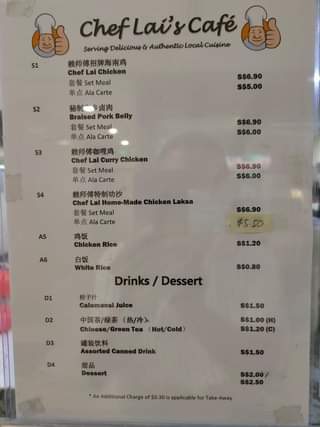 Chef Lai's Café
Serving Delicious & Authentic Local Cuisine
S1 赖师傅招牌海南鸡
Chef Lai Chicken
套餐 Set Meal S$6.90
单点 Ala Carte S$5.00
S2 秘制 卤肉
Braised Pork Belly
套餐 Set Meal S$6.90
单点 Ala Carte S$6.00
S3 赖师傅咖喱鸡
Chef Lai Curry Chicken
套餐 Set Meal S$6.90
单点 Ala Carte S$6.00
S4 赖师傅特制叻沙
Chef Lai Home-Made Chicken Laksa
套餐 Set Meal S$6.90
单点 Ala Carte $5.50
A5 鸡饭
Chicken Rice S$1.20
A6 白饭
White Rice S$0.80
Drinks / Dessert
D1
Calamansi Juice S$1.50
D2 中国茶/绿茶 (热/冷) S$1.00 (H)
Chinese/Green Tea (Hot/Cold) S$1.20 (C)
D3 罐装饮料
Assorted Canned Drink S$1.50
D4 甜品
Dessert S$2.00 /
S$2.50
* An Additional Charge of $0.30 is applicable for Take-Away